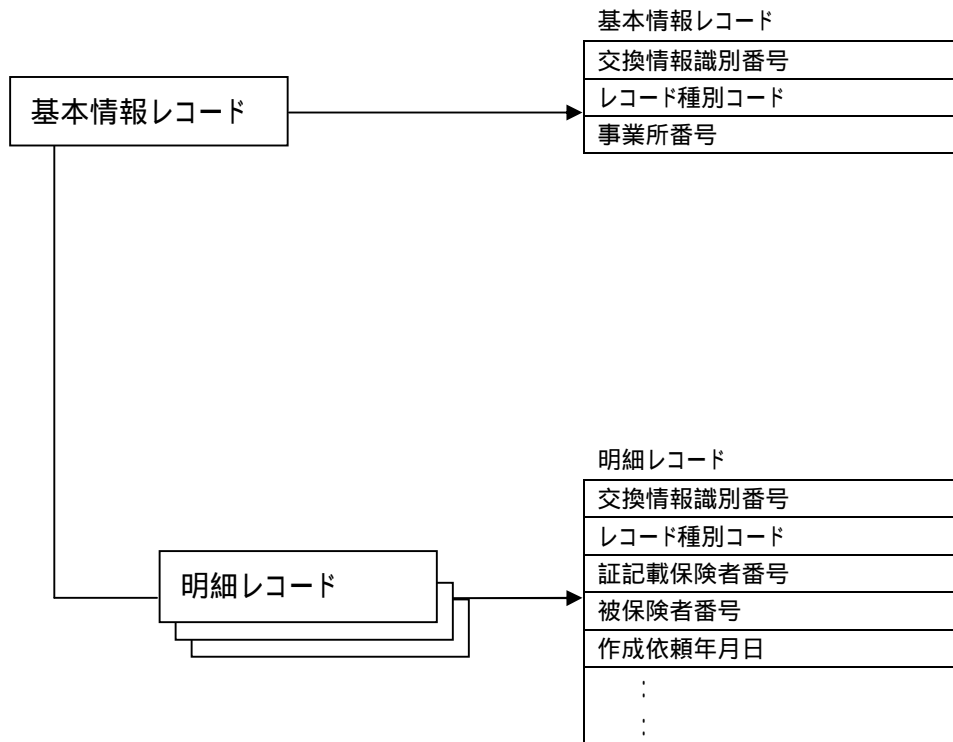 基本情報レコード
交換情報識別番号
レコード種別コード
事業所番号
基本情報レコード
明細レコード
交換情報識別番号
レコード種別コード
証記載保険者番号
被保険者番号
作成依頼年月日
:
:
明細レコード